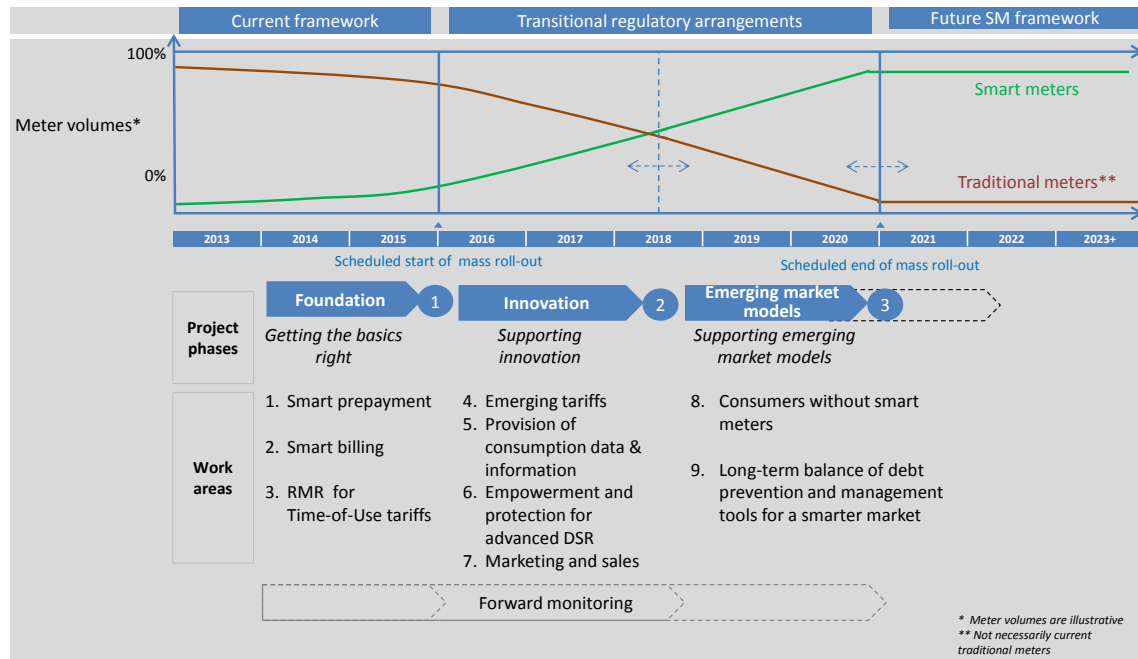 Current framework
Transitional regulatory arrangements
Future SM framework
100%
Meter volumes*
0%
Smart meters
Traditional meters**
2013
2014
2015
2016
2017
2018
2019
2020
2021
2022
2023+
Scheduled start of mass roll-out
Scheduled end of mass roll-out
Project
phases
Foundation
1
Innovation
2
Emerging market
models
3
Getting the basics
right
Supporting
innovation
Supporting emerging
market models
Work
areas
1. Smart prepayment
2. Smart billing
3. RMR for
Time-of-Use tariffs
4. Emerging tariffs
5. Provision of
consumption data &
information
6. Empowerment and
protection for
advanced DSR
7. Marketing and sales
8. Consumers without smart
meters
9. Long-term balance of debt
prevention and management
tools for a smarter market
Forward monitoring
* Meter volumes are illustrative
** Not necessarily current
traditional meters